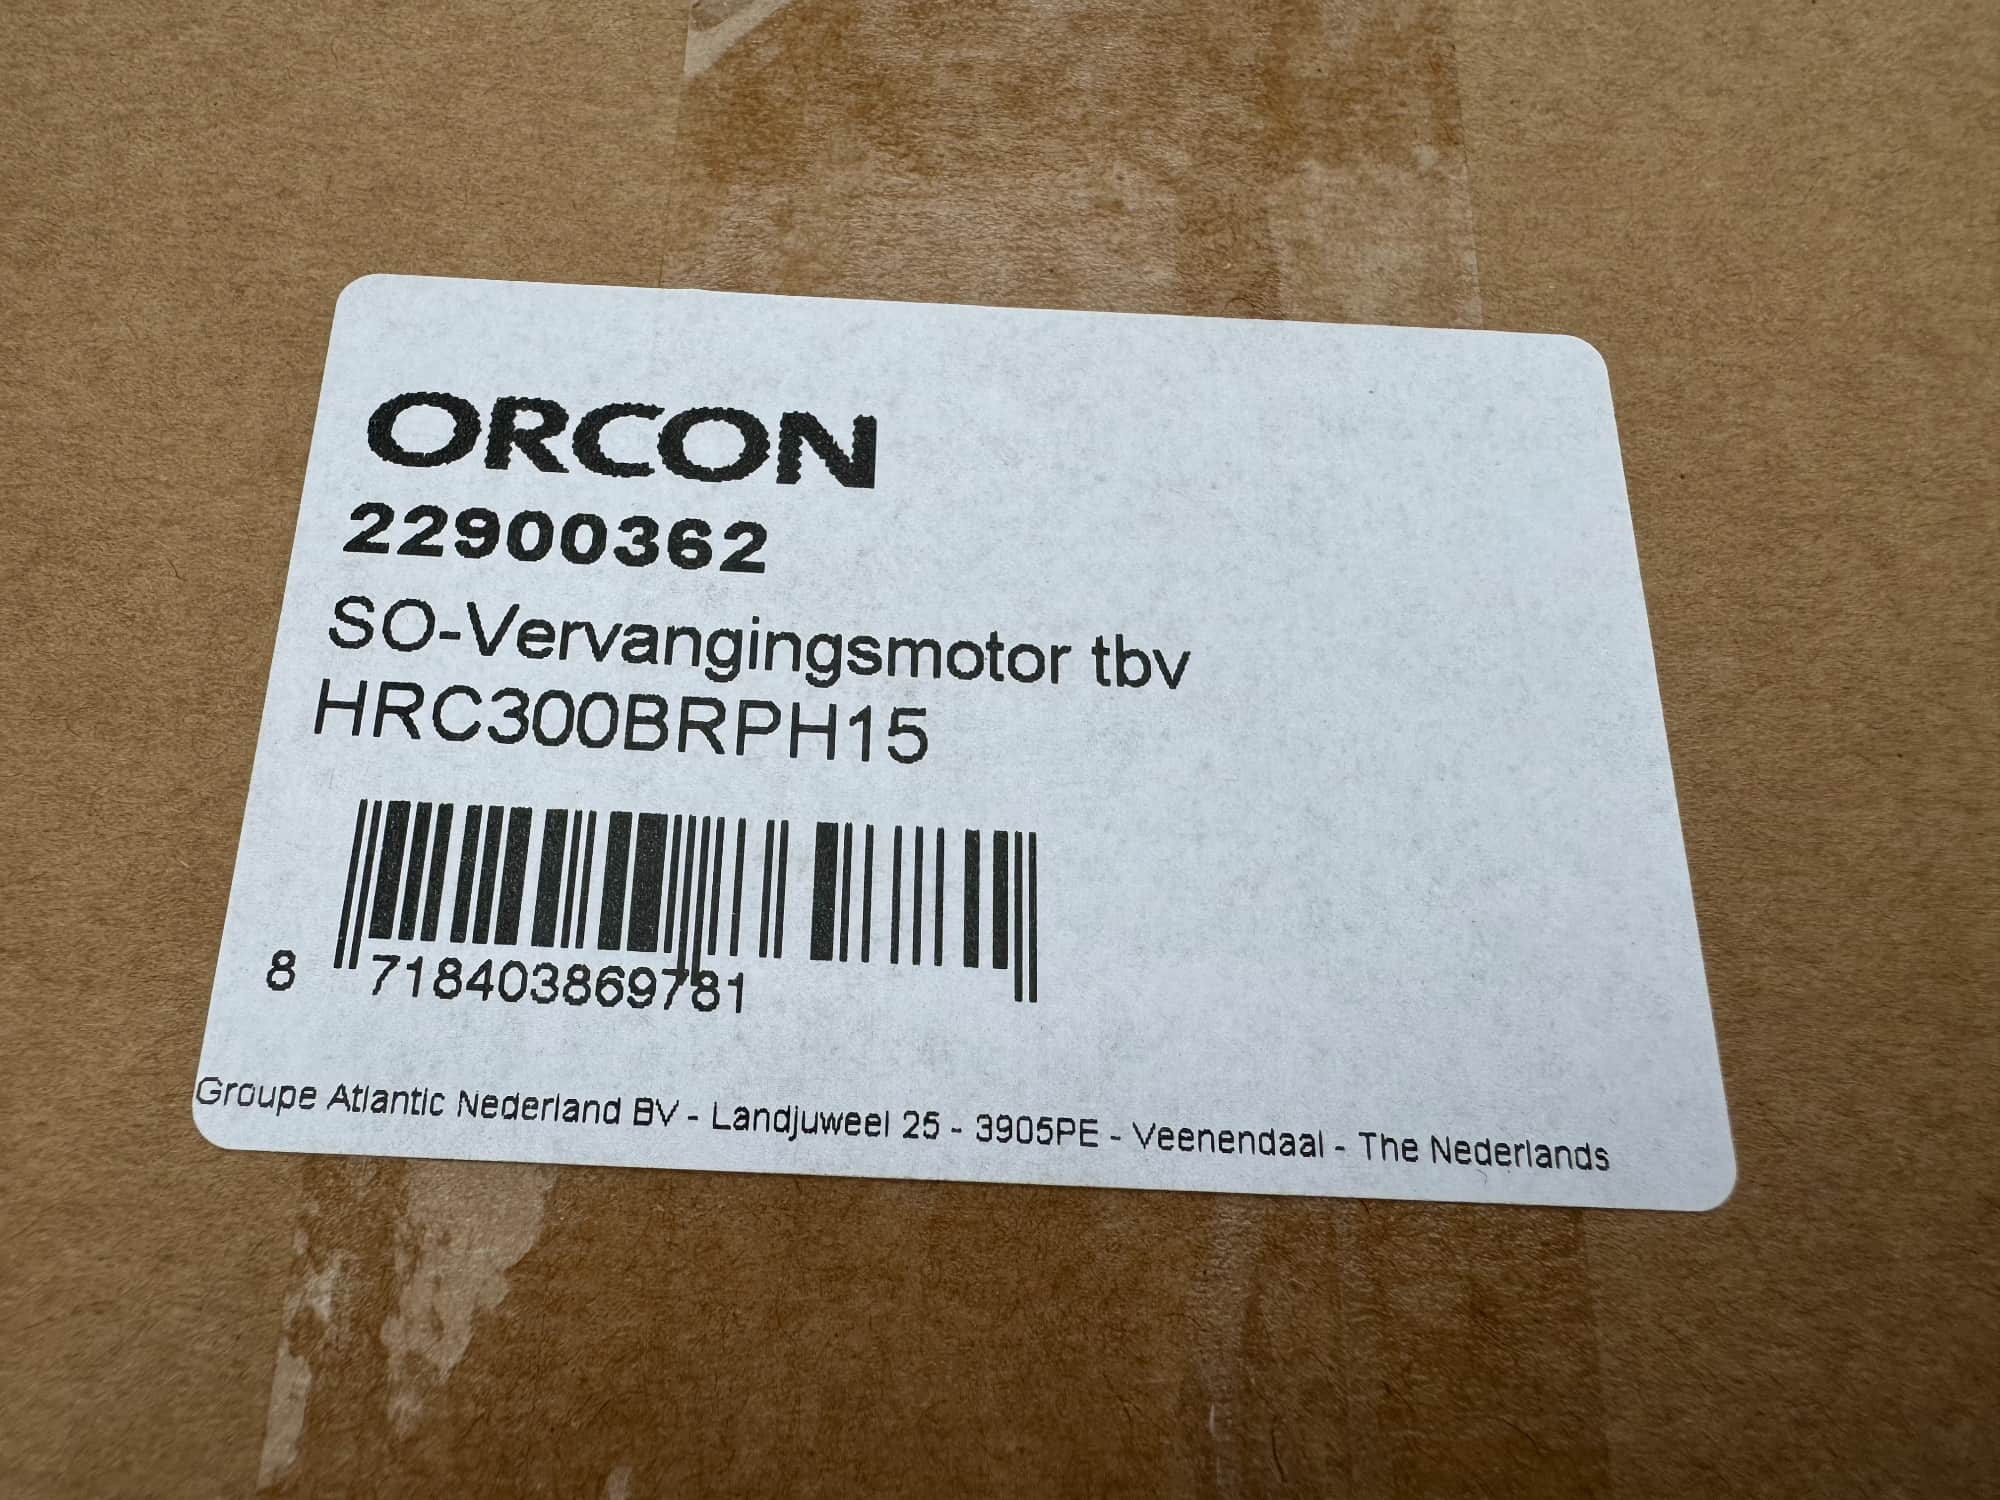 ORCON
22900362
SO-Vervangingsmotor tbv
HRC300BRPH15
8 718403869781
Groupe Atlantic Nederland BV - Landjuweel 25 - 3905PE - Veenendaal - The Nederlands